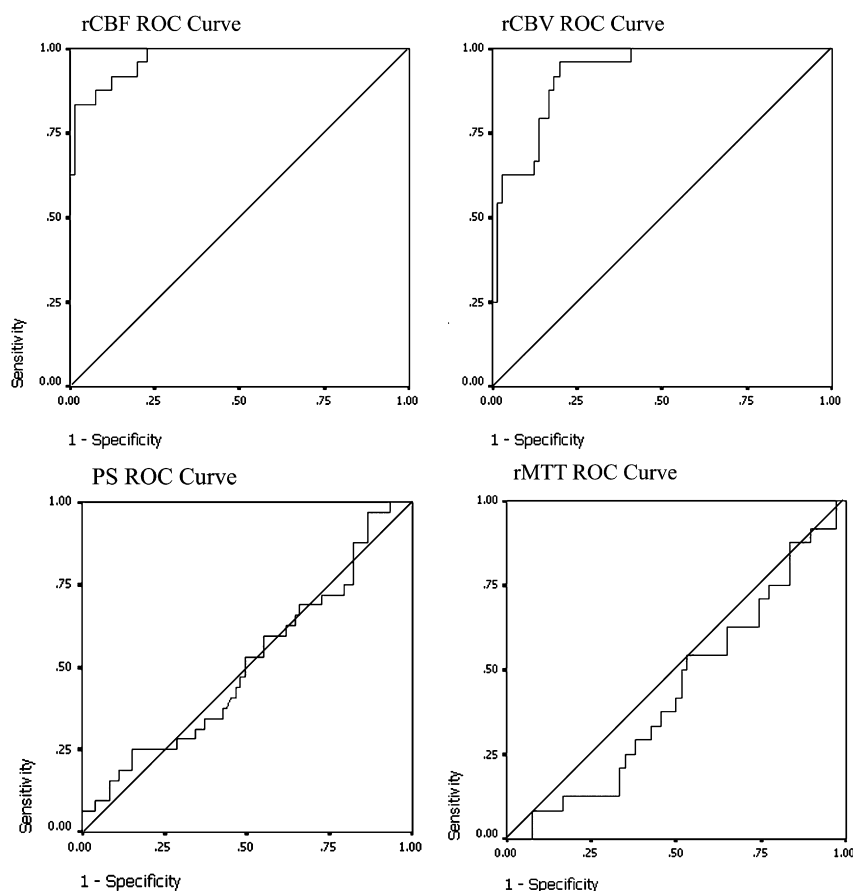 rCBF ROC Curve
1.00
.75
.50
.25
0.00
Sensitivity
0.00 .25 .50 .75 1.00
1 - Specificity
rCBV ROC Curve
1.00
.75
.50
.25
0.00
Sensitivity
0.00 .25 .50 .75 1.00
1 - Specificity
PS ROC Curve
1.00
.75
.50
.25
0.00
Sensitivity
0.00 .25 .50 .75 1.00
1 - Specificity
rMTT ROC Curve
1.00
.75
.50
.25
0.00
Sensitivity
0.00 .25 .50 .75 1.00
1 - Specificity